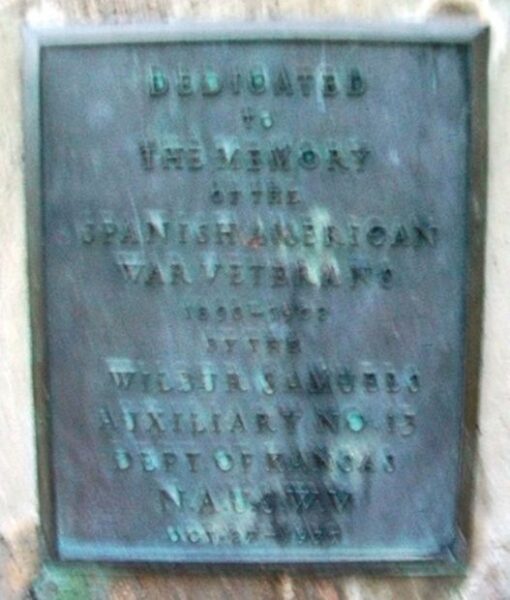 DEDICATED
TO
THE MEMORY
OF THE
SPANISH AMERICAN
WAR VETERANS
BY THE
WILBUR SAMUELS
AUXILIARY NO. 13
DEPT OF KANSAS
N.A.U.S.W.V.